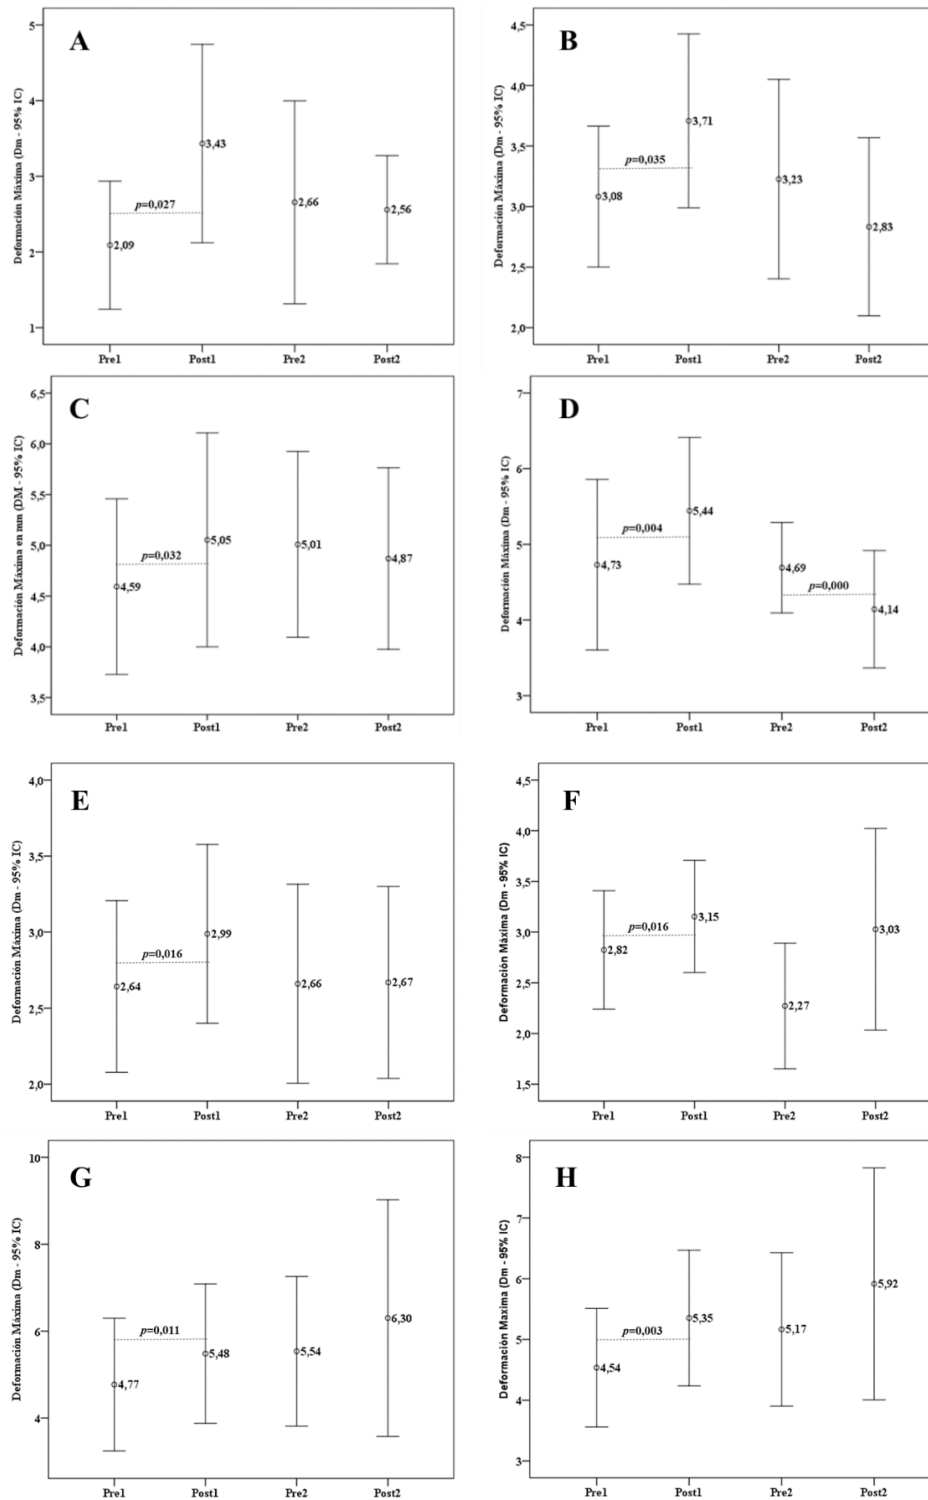 A
Deformación Máxima (Dm - 95% IC)
5
4
3
2
1
p=0,027
2,09
3,43
2,66
2,56
Pre1 Post1 Pre2 Post2
B
Deformación Máxima (Dm - 95% IC)
4,5
4,0
3,5
3,0
2,5
2,0
p=0,035
3,08
3,71
3,23
2,83
Pre1 Post1 Pre2 Post2
C
Deformación Máxima en mm (DM - 95% IC)
6,5
6,0
5,5
5,0
4,5
4,0
3,5
p=0,032
4,59
5,05
5,01
4,87
Pre1 Post1 Pre2 Post2
D
Deformación Máxima (Dm - 95% IC)
7
6
5
4
3
p=0,004
4,73
5,44
4,69
p=0,000
4,14
Pre1 Post1 Pre2 Post2
E
Deformación Máxima (Dm - 95% IC)
4,0
3,5
3,0
2,5
2,0
p=0,016
2,64
2,99
2,66
2,67
Pre1 Post1 Pre2 Post2
F
Deformación Máxima (Dm - 95% IC)
4,5
4,0
3,5
3,0
2,5
2,0
1,5
p=0,016
2,82
3,15
2,27
3,03
Pre1 Post1 Pre2 Post2
G
Deformación Máxima (Dm - 95% IC)
10
8
6
4
p=0,011
4,77
5,48
5,54
6,30
Pre1 Post1 Pre2 Post2
H
Deformación Maxima (Dm - 95% IC)
8
7
6
5
4
3
p=0,003
4,54
5,35
5,17
5,92
Pre1 Post1 Pre2 Post2